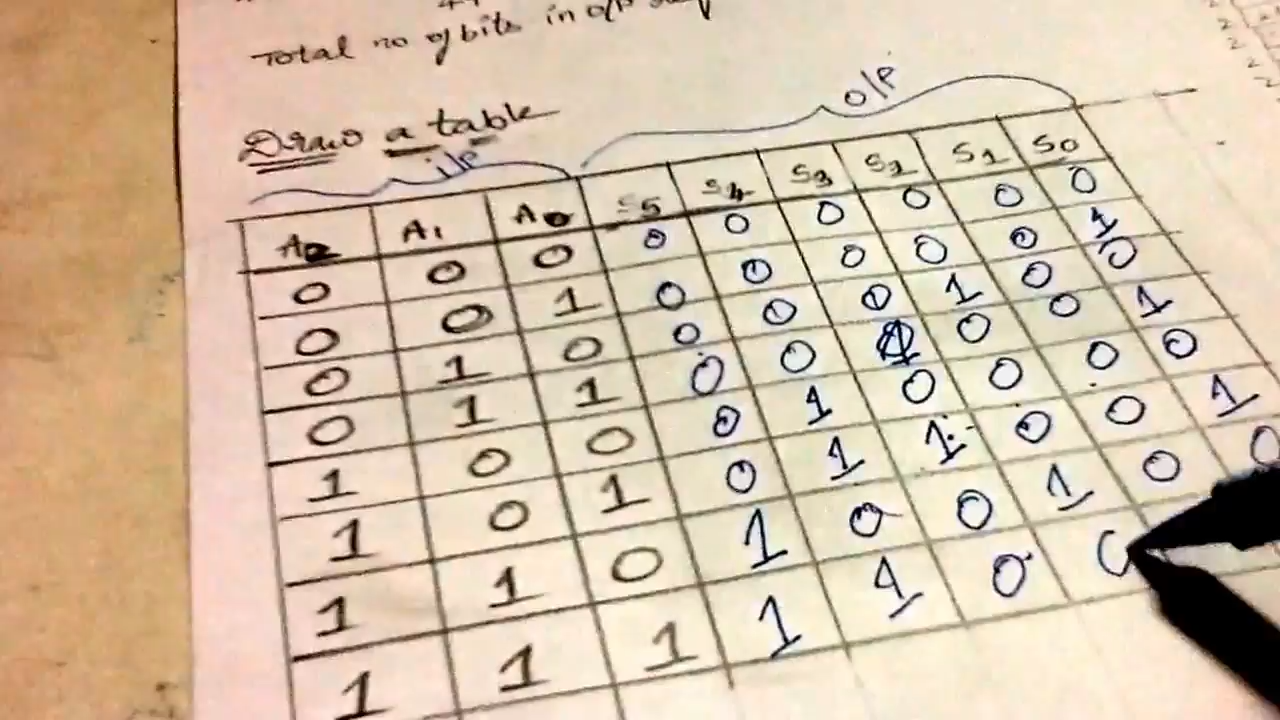 Total no of bits in o/p
Draw a table
i/p o/p
A2 A1 A0 S5 S4 S3 S2 S1 S0
0 0 0 0 0 0 0 0 0
0 0 1 0 0 0 0 0 1
0 1 0 0 0 0 1 0 0
0 1 1 0 0 1 0 0 1
1 0 0 0 1 0 0 0 0
1 0 1 0 1 1 0 0 1
1 1 0 1 0 0 1 0 0
1 1 1 1 1 0